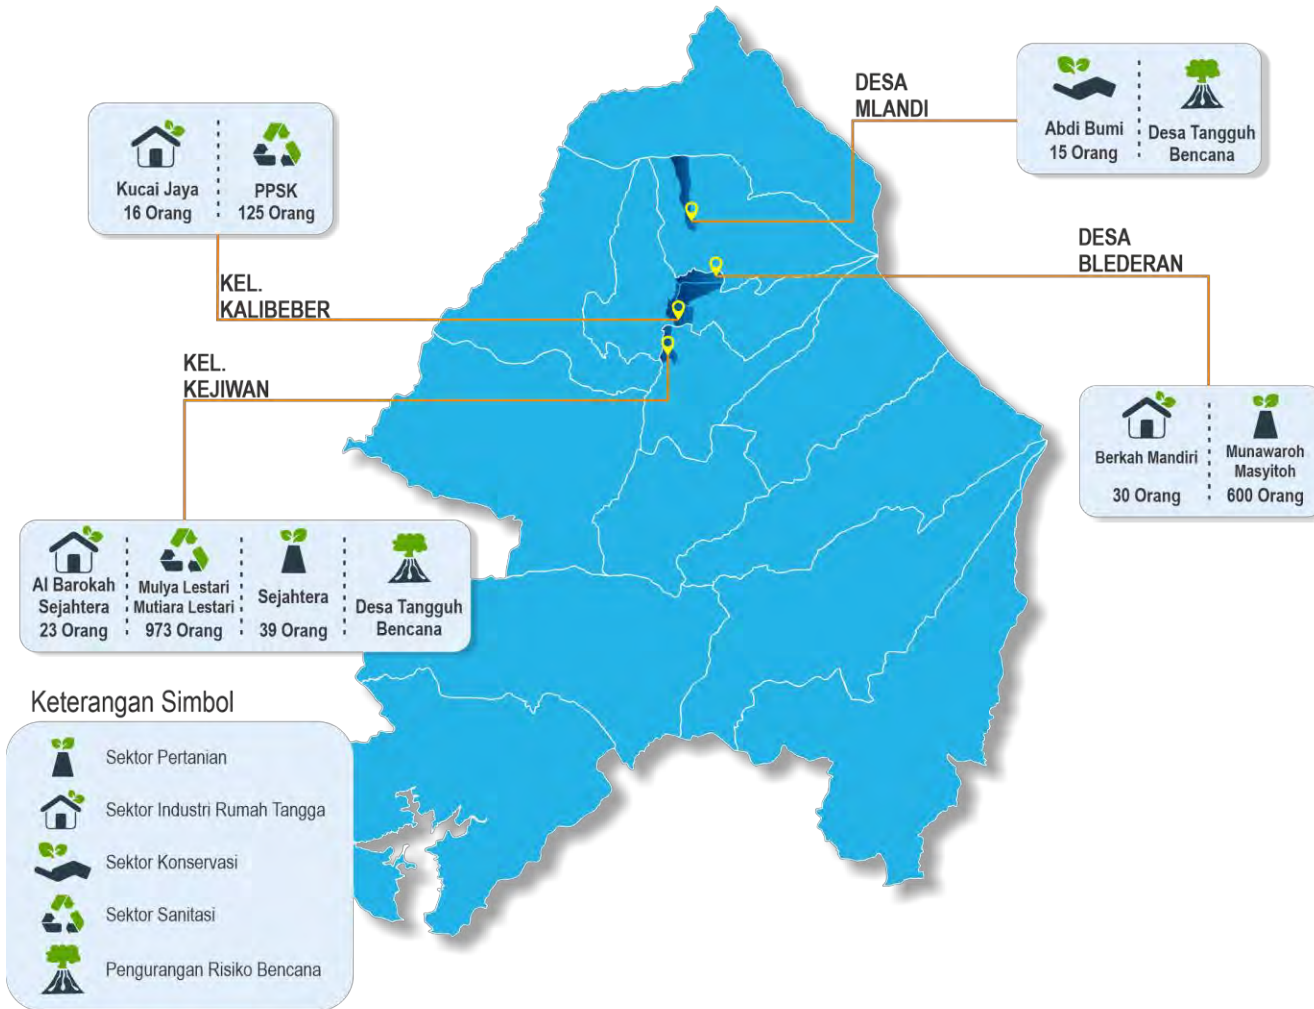 DESA
MLANDI
Abdi Bumi
15 Orang
Desa Tangguh
Bencana
Kucai Jaya
16 Orang
PPSK
125 Orang
KEL.
KALIBEBER
DESA
BLEDERAN
KEL.
KEJIWAN
Berkah Mandiri
30 Orang
Munawaroh
Masyitoh
600 Orang
Al Barokah
Sejahtera
23 Orang
Mulya Lestari
Mutiara Lestari
973 Orang
Sejahtera
39 Orang
Desa Tangguh
Bencana
Keterangan Simbol
Sektor Pertanian
Sektor Industri Rumah Tangga
Sektor Konservasi
Sektor Sanitasi
Pengurangan Risiko Bencana